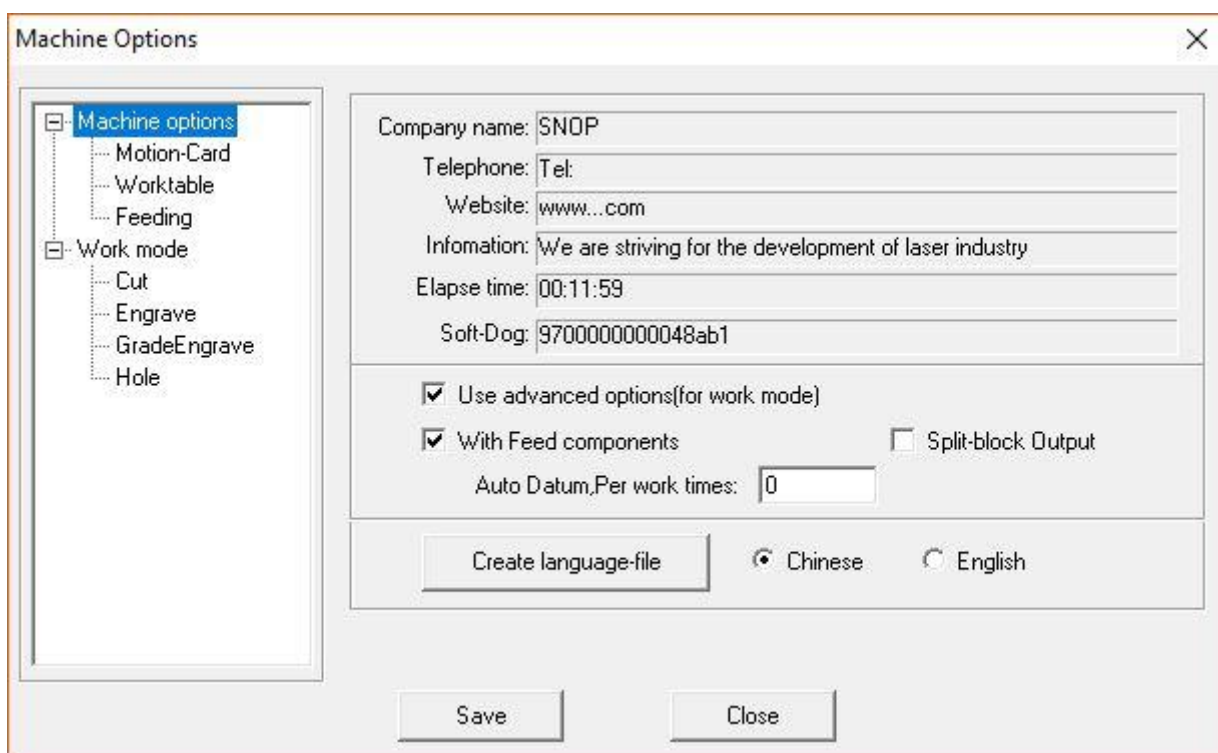 Machine Options
Machine options
Motion-Card
Worktable
Feeding
Work mode
Cut
Engrave
GradeEngrave
Hole
Company name: SNOP
Telephone: Tel:
Website: www...com
Infomation: We are striving for the development of laser industry
Elapse time: 00:11:59
Soft-Dog: 9700000000048ab1
Use advanced options(for work mode)
With Feed components Split-block Output
Auto Datum,Per work times: 0
Create language-file Chinese English
Save Close